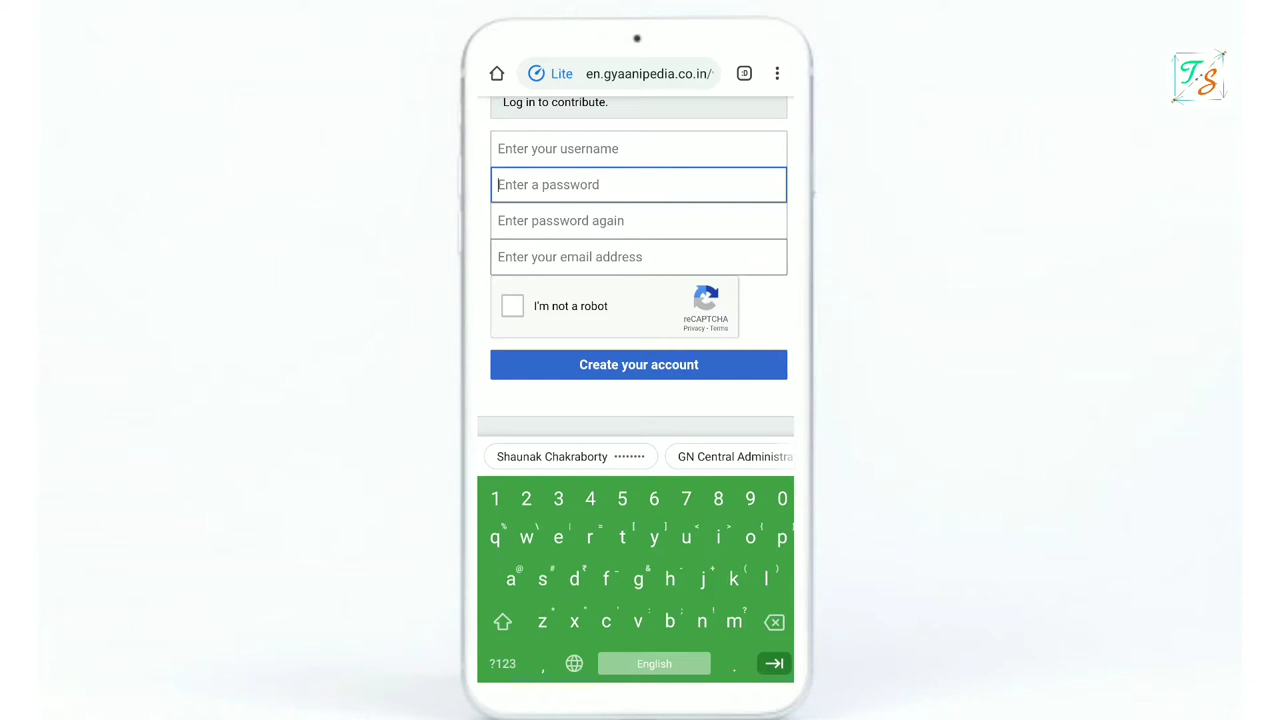 Lite en.gyaanipedia.co.in/
:D
T.S
Log in to contribute.
Enter your username
Enter a password
Enter password again
Enter your email address
I'm not a robot
reCAPTCHA
Privacy - Terms
Create your account
Shaunak Chakraborty •••••••• GN Central Administra
1 2 3 4 5 6 7 8 9 0
% \ | = [ ] < > { }
q w e r t y u i o p
@ # ₹ _ & - + ( )
a s d f g h j k l
* " ' : ; ! ?
z x c v b n m
?123 , English .